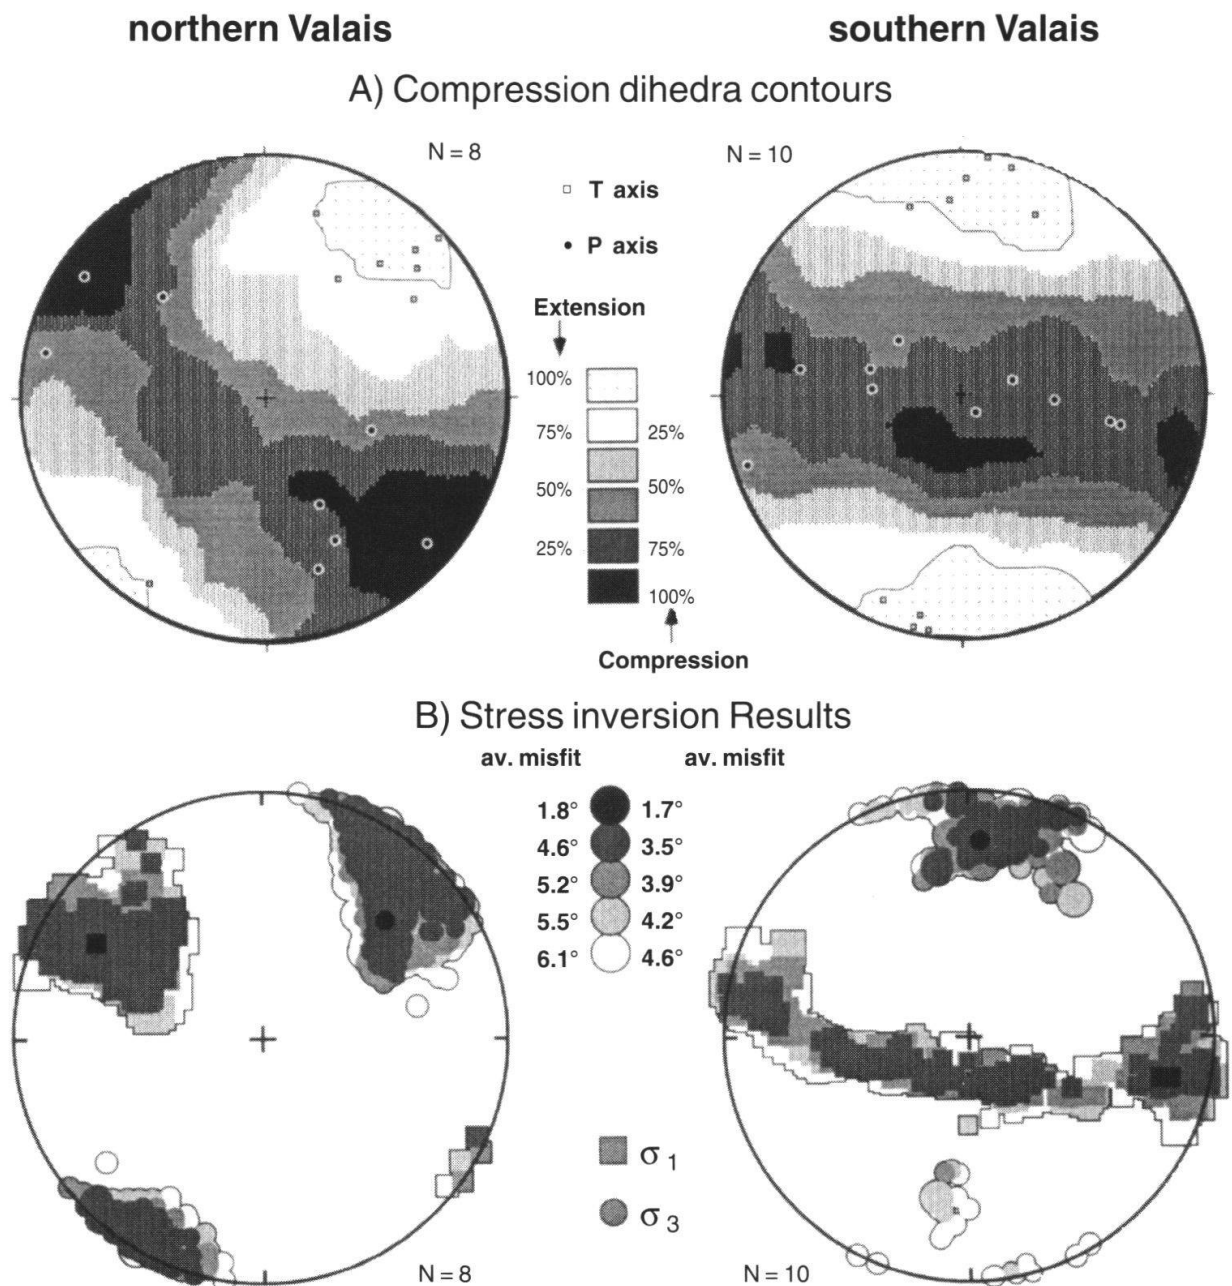 northern Valais southern Valais
A) Compression dihedra contours
N = 8 N = 10
T axis
P axis
Extension
100%
75% 25%
50% 50%
25% 75%
100%
Compression
B) Stress inversion Results
av. misfit av. misfit
1.8° 1.7°
4.6° 3.5°
5.2° 3.9°
5.5° 4.2°
6.1° 4.6°
σ 1
σ 3
N = 8 N = 10